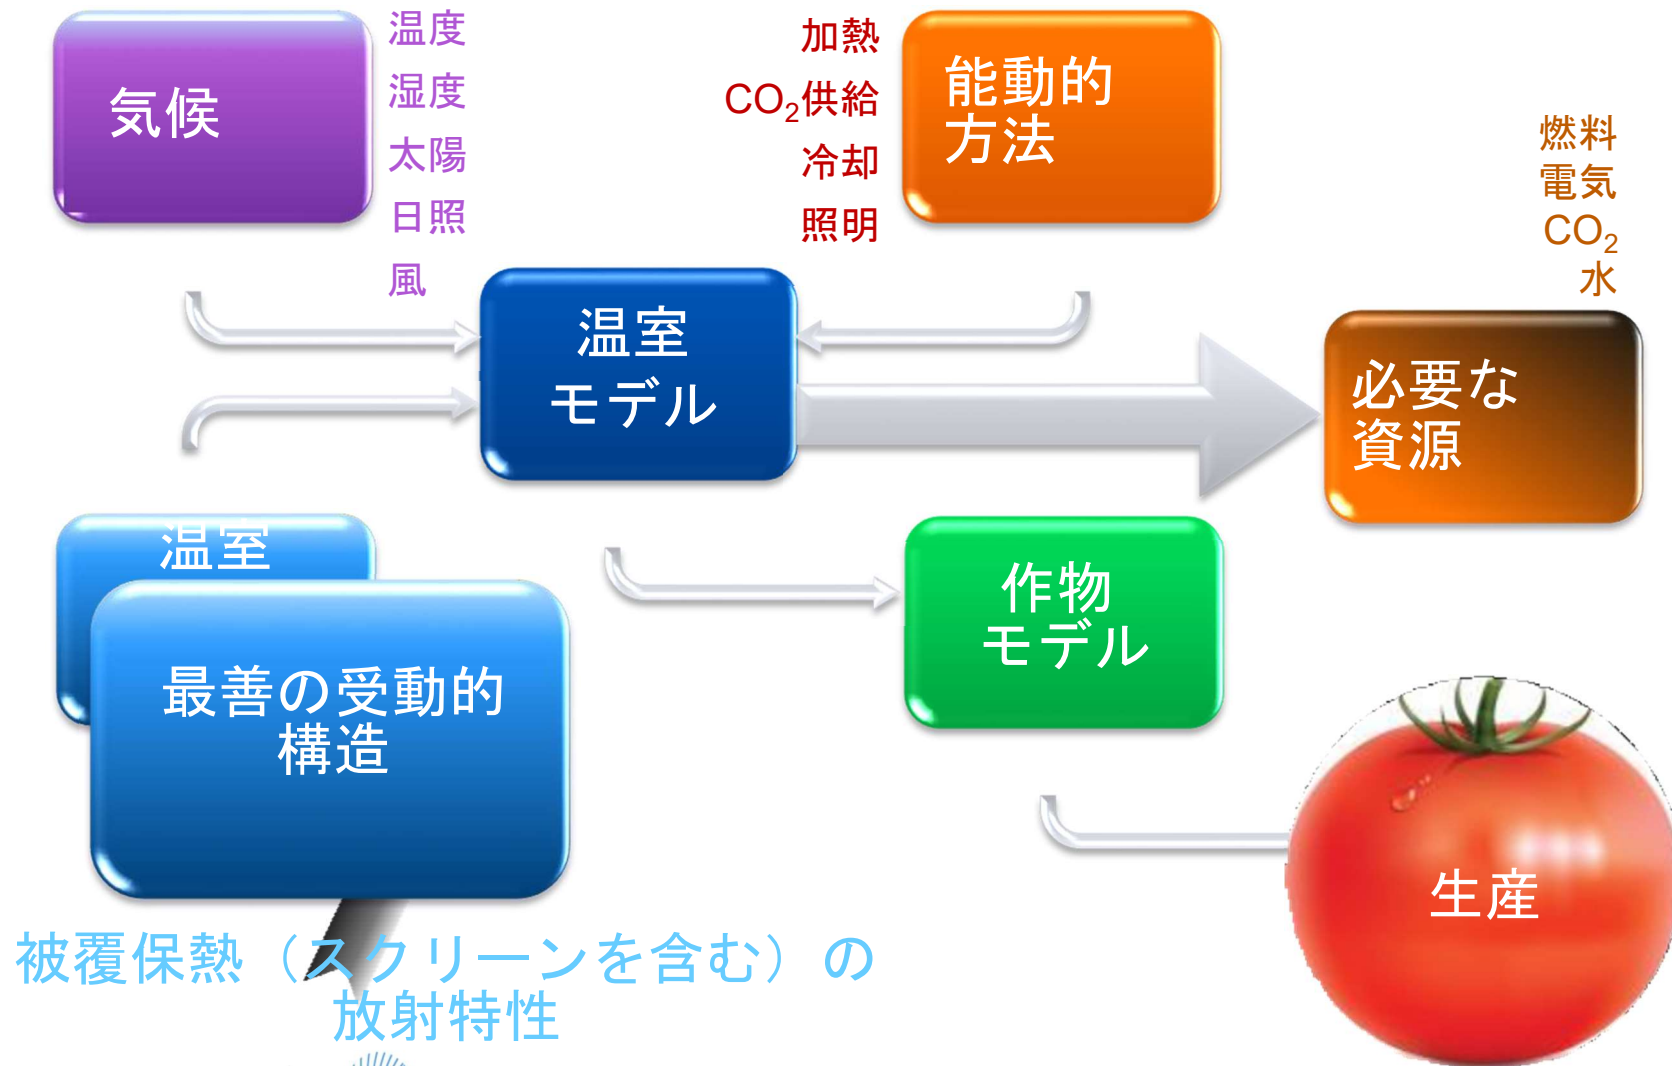 気候
温度
湿度
太陽
日照
風
加熱
CO₂供給
冷却
照明
能動的
方法
燃料
電気
CO₂
水
温室
モデル
必要な
資源
温室
最善の受動的
構造
作物
モデル
生産
被覆保熱（スクリーンを含む）の
放射特性